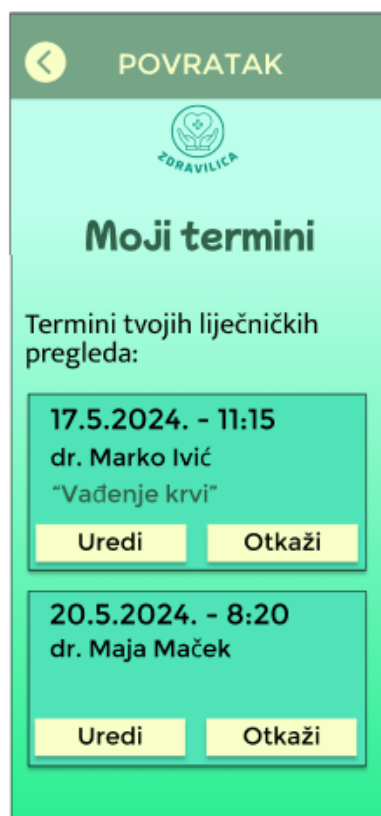 POVRATAK
ZDRAVILICA
Moji termini
Termini tvojih liječničkih
pregleda:
17.5.2024. - 11:15
dr. Marko Ivić
“Vađenje krvi”
Uredi Otkaži
20.5.2024. - 8:20
dr. Maja Maček
Uredi Otkaži